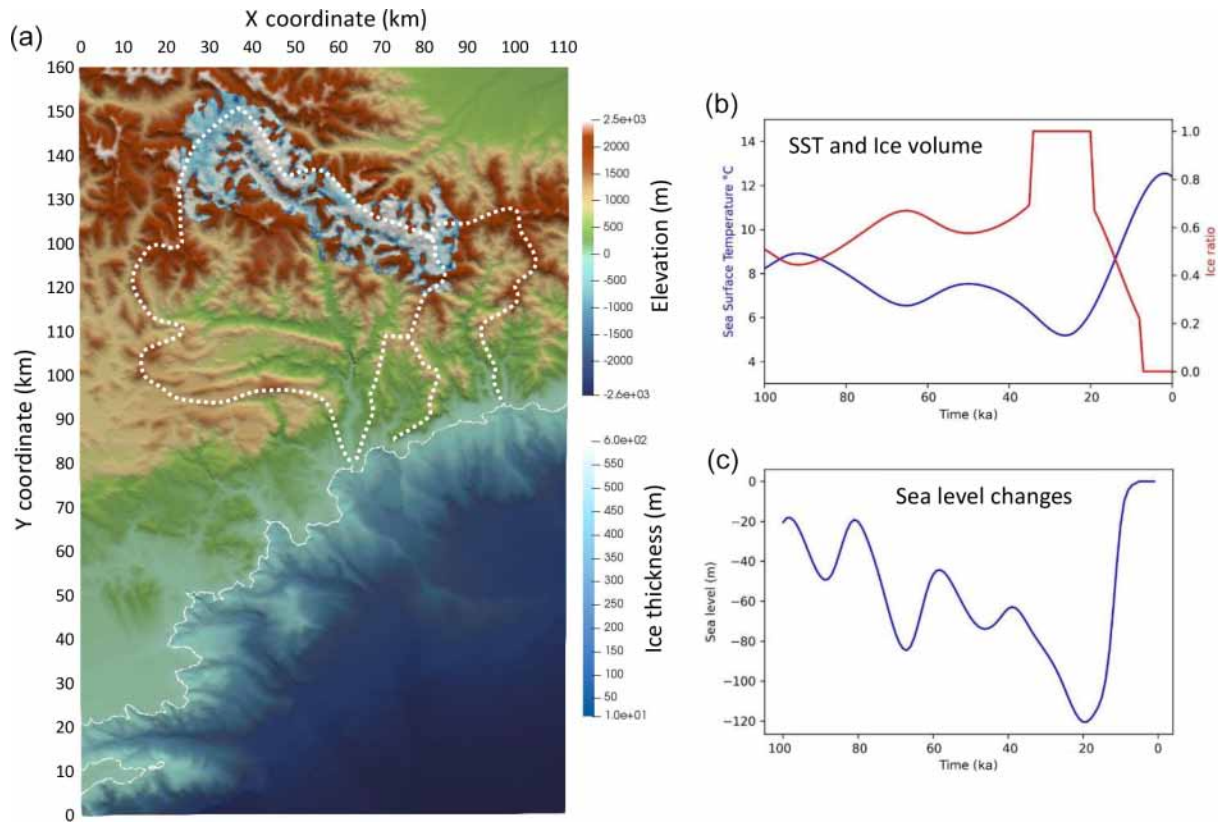 (a)
X coordinate (km)
0 10 20 30 40 50 60 70 80 90 100 110
Y coordinate (km)
160
150
140
130
100
120
110
100
90
80
70
60
50
40
30
20
10
0
Elevation (m)
2.5e+03
2000
1500
1000
500
0
-500
-1000
-1500
-2000
-2.6e+03
Ice thickness (m)
6.0e+02
550
500
450
400
350
300
250
200
150
100
50
1.0e+01
(b)
SST and Ice volume
Sea Surface Temperature °C
14
12
10
8
6
4
1.0
0.8
0.6
0.4
0.2
0.0
Ice ratio
100 80 60 40 20 0
Time (ka)
(c)
Sea level changes
Sea level (m)
0
−20
−40
−60
−80
−100
−120
100 80 60 40 20 0
Time (ka)